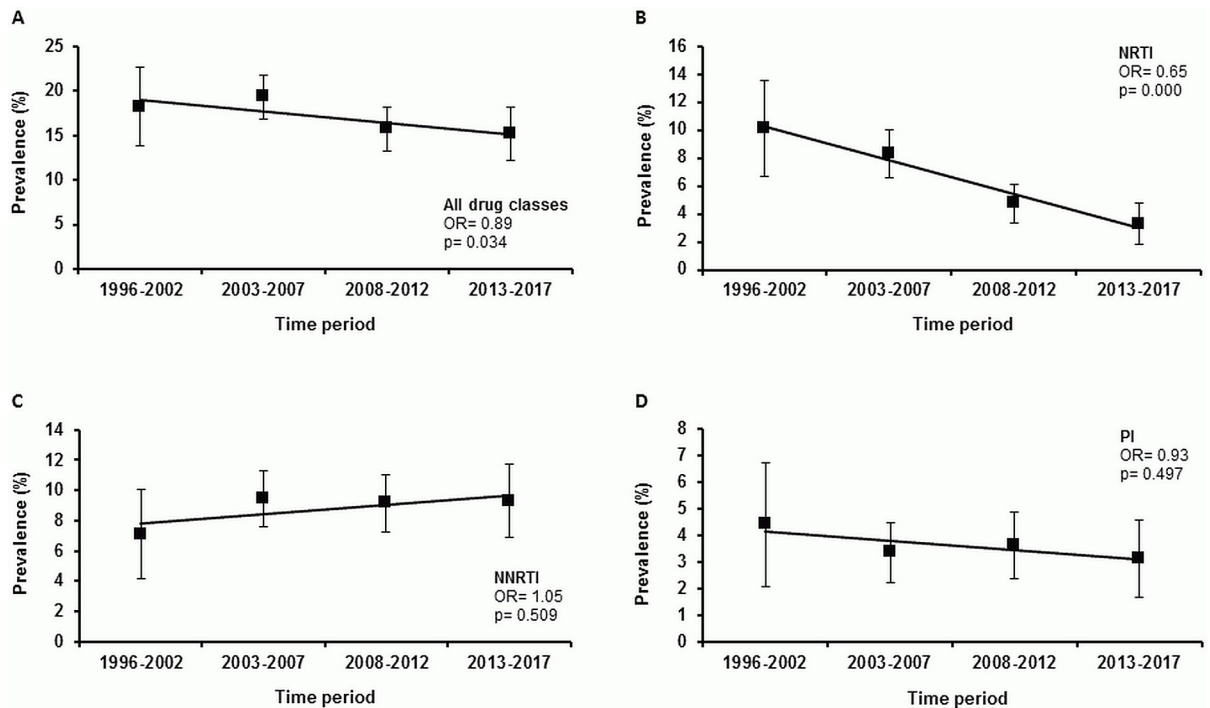 A
Prevalence (%)
25
20
15
10
5
0
All drug classes
OR= 0.89
p= 0.034
1996-2002 2003-2007 2008-2012 2013-2017
Time period
B
Prevalence (%)
16
14
12
10
8
6
4
2
0
NRTI
OR= 0.65
p= 0.000
1996-2002 2003-2007 2008-2012 2013-2017
Time period
C
Prevalence (%)
14
12
10
8
6
4
2
0
NNRTI
OR= 1.05
p= 0.509
1996-2002 2003-2007 2008-2012 2013-2017
Time period
D
Prevalence (%)
8
7
6
5
4
3
2
1
0
PI
OR= 0.93
p= 0.497
1996-2002 2003-2007 2008-2012 2013-2017
Time period